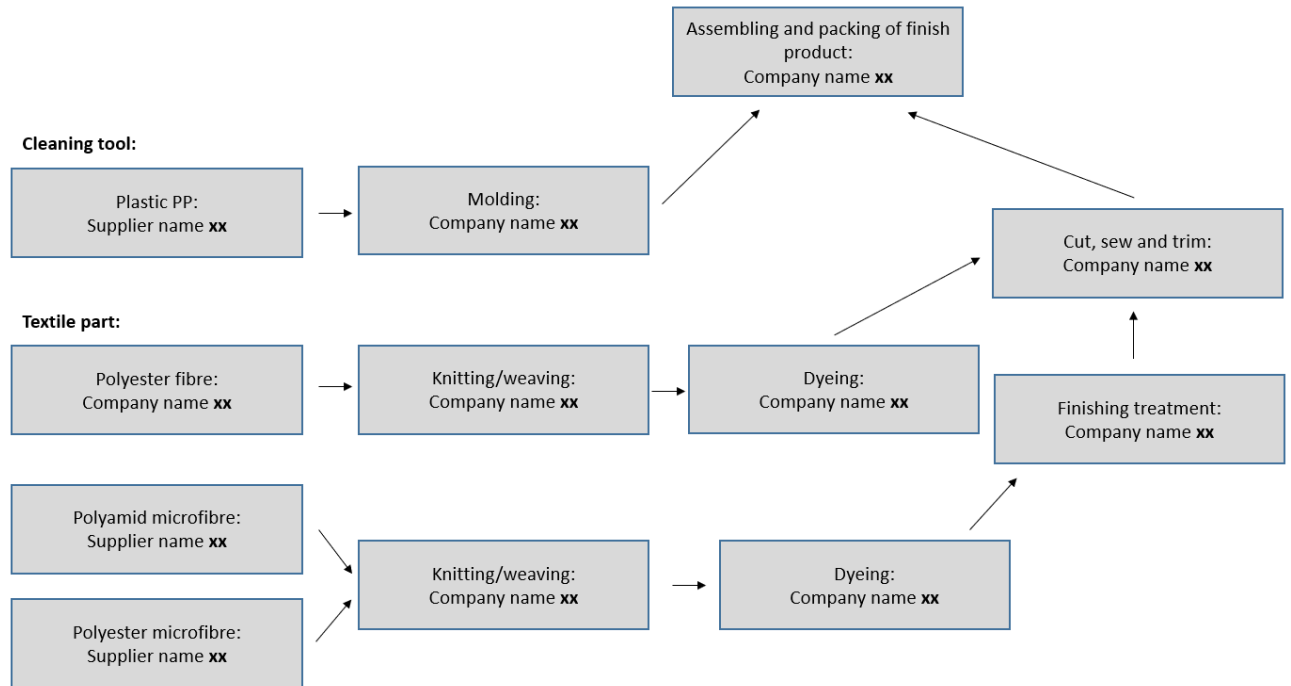 Assembling and packing of finish
product:
Company name xx
Cleaning tool:
Plastic PP:
Supplier name xx
Molding:
Company name xx
Cut, sew and trim:
Company name xx
Textile part:
Polyester fibre:
Company name xx
Knitting/weaving:
Company name xx
Dyeing:
Company name xx
Finishing treatment:
Company name xx
Polyamid microfibre:
Supplier name xx
Knitting/weaving:
Company name xx
Dyeing:
Company name xx
Polyester microfibre:
Supplier name xx